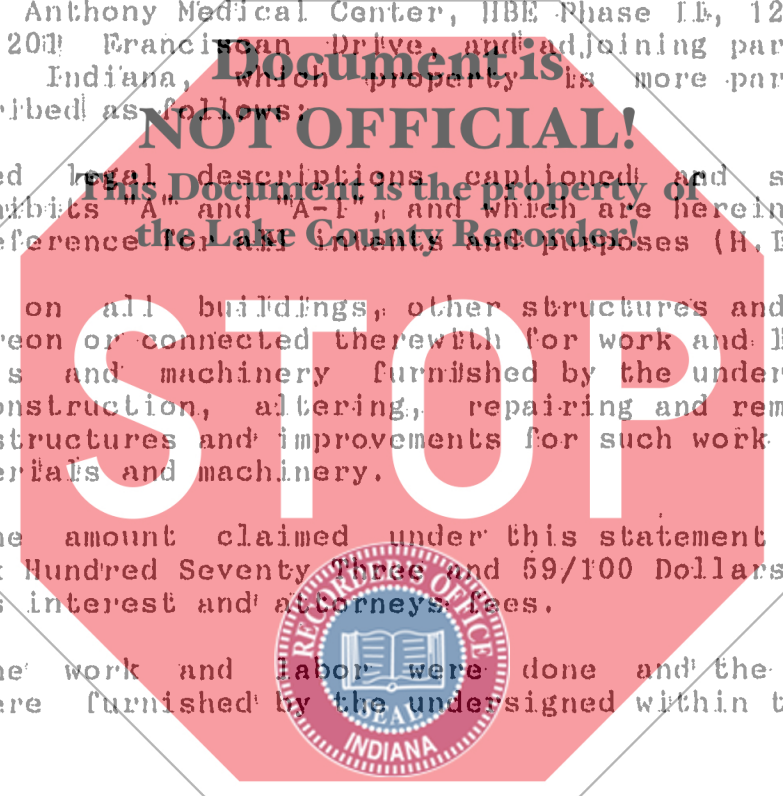 Anthony Medical Center, HBE Phase II, 12
201 Franciscan Drive, and adjoining par
Indiana, which property is more par
ribed as follows:
Document is
NOT OFFICIAL!
This Document is the property of
the Lake County Recorder!
ed legal descriptions captioned and s
ibits "A" and "A-1", and which are herein
eference for all intents and purposes (H.
on all buildings, other structures and
reon or connected therewith for work and
s and machinery furnished by the under
onstruction, altering, repairing and rem
structures and improvements for such work
erials and machinery.
STOP
ne amount claimed under this statement
Hundred Seventy Three and 59/100 Dollars
s interest and attorneys fees.
ne work and labor were done and the
ere furnished by the undersigned within t
RECORDER'S OFFICE
SEAL
INDIANA